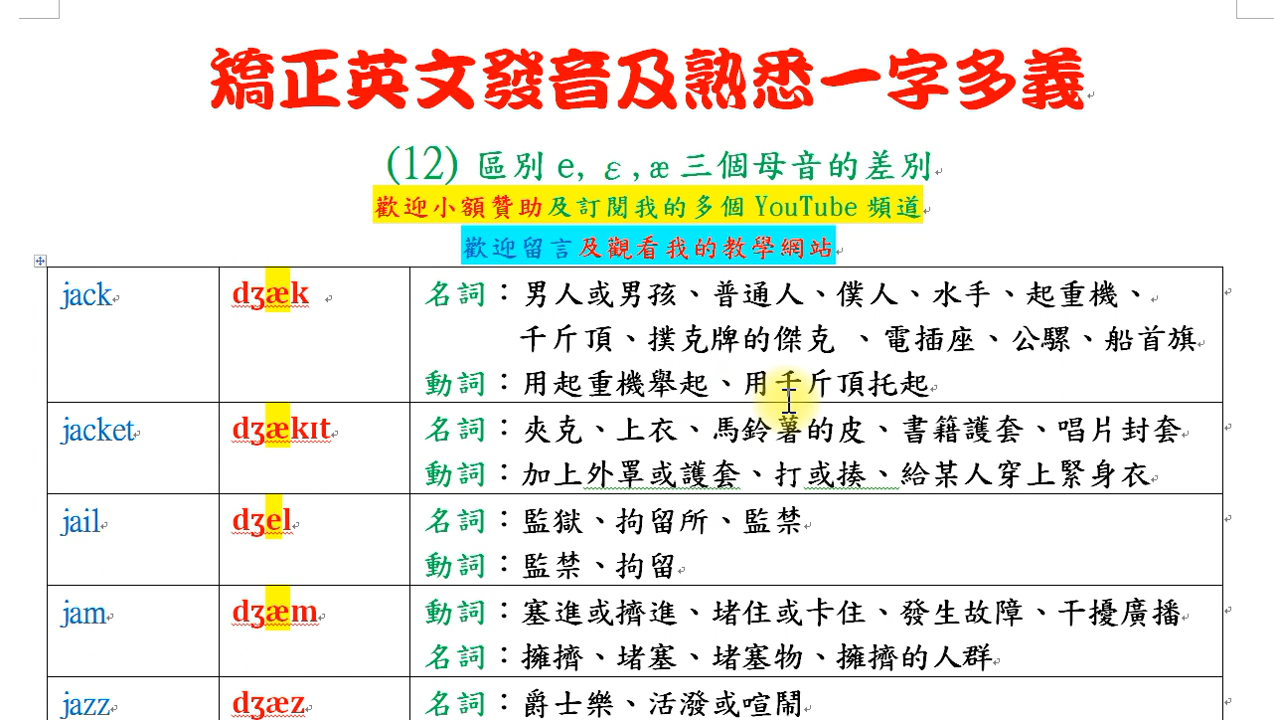 矯正英文發音及熟悉一字多義
(12) 區別 e, ε ,æ 三個母音的差別
歡迎小額贊助及訂閱我的多個 YouTube 頻道
歡迎留言及觀看我的教學網站
jack dʒæk 名詞：男人或男孩、普通人、僕人、水手、起重機、
千斤頂、撲克牌的傑克 、電插座、公騾、船首旗
動詞：用起重機舉起、用千斤頂托起
jacket dʒækɪt 名詞：夾克、上衣、馬鈴薯的皮、書籍護套、唱片封套
動詞：加上外罩或護套、打或揍、給某人穿上緊身衣
jail dʒel 名詞：監獄、拘留所、監禁
動詞：監禁、拘留
jam dʒæm 動詞：塞進或擠進、堵住或卡住、發生故障、干擾廣播
名詞：擁擠、堵塞、堵塞物、擁擠的人群
jazz dʒæz 名詞：爵士樂、活潑或喧鬧